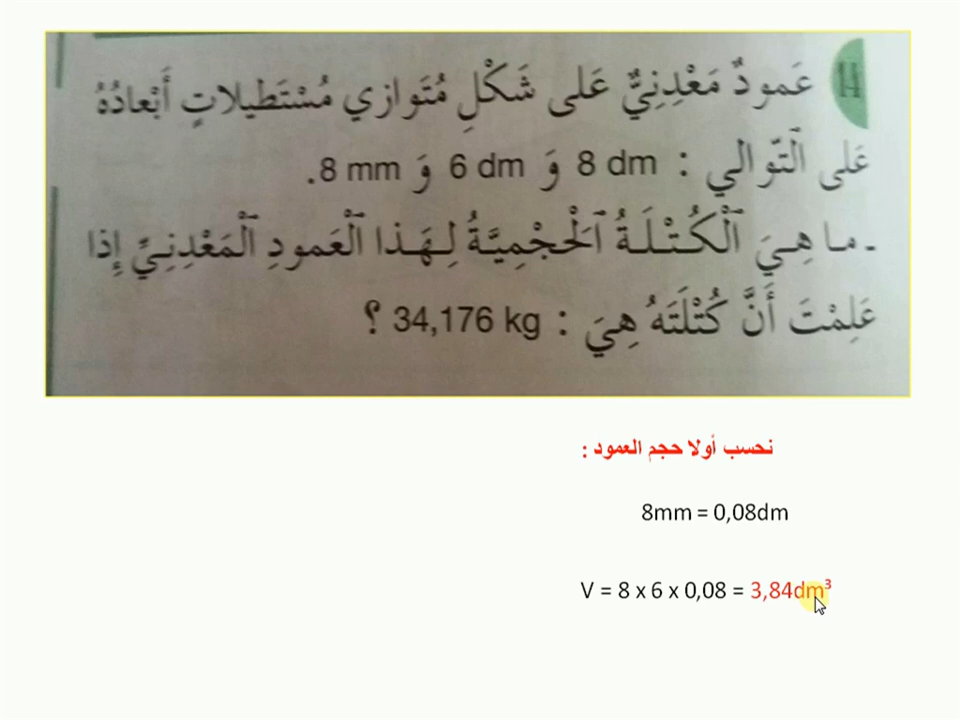 14 عَمودٌ مَعْدِنِيٌّ عَلى شَكْلِ مُتَوازي مُسْتَطيلاتٍ أَبْعادُهُ
عَلى ٱلتَّوالي : 8 dm وَ 6 dm وَ 8 mm.
- ما هِيَ ٱلْكُتْلَةُ ٱلْحَجْمِيَّةُ لِهَذا ٱلْعَمودِ ٱلْمَعْدِنِيِّ إِذا
عَلِمْتَ أَنَّ كُتْلَتَهُ هِيَ : 34,176 kg ؟
نحسب أولا حجم العمود :
8mm = 0,08dm
V = 8 x 6 x 0,08 = 3,84dm³